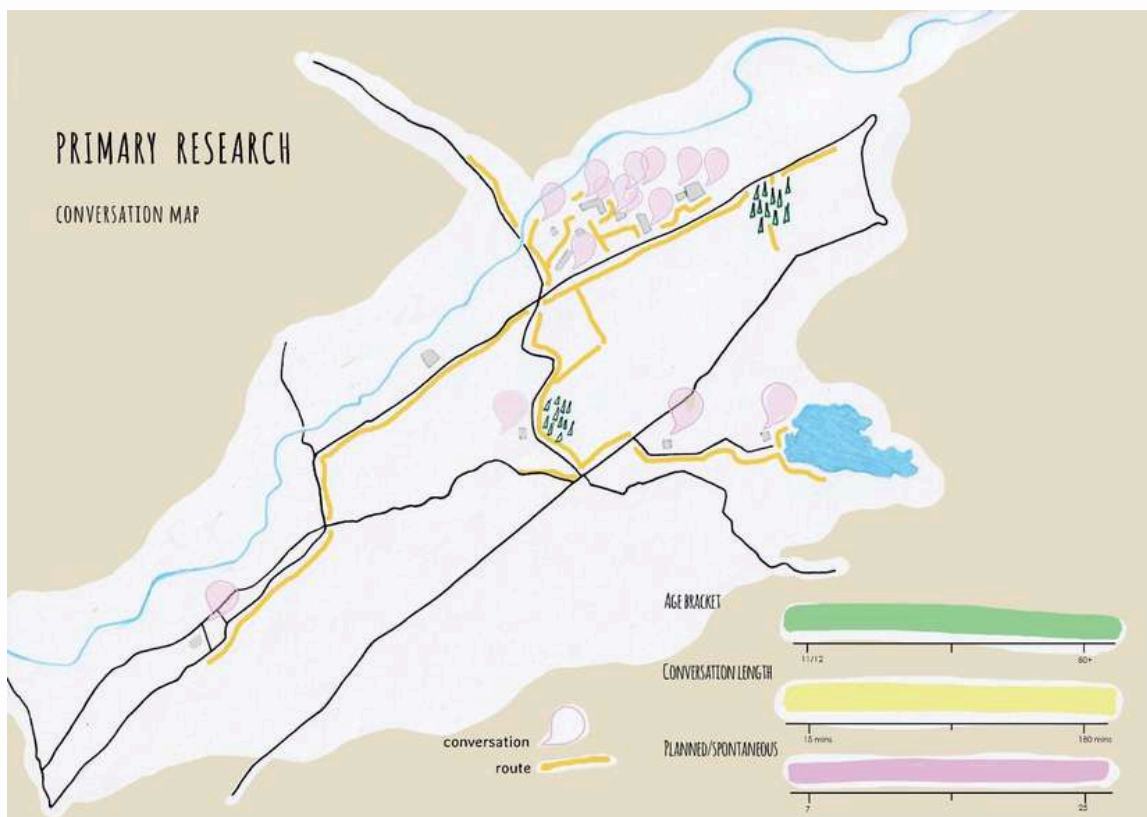 PRIMARY RESEARCH
CONVERSATION MAP
AGE BRACKET
11/12 80+
CONVERSATION LENGTH
15 mins 180 mins
PLANNED/SPONTANEOUS
7 25
conversation
route